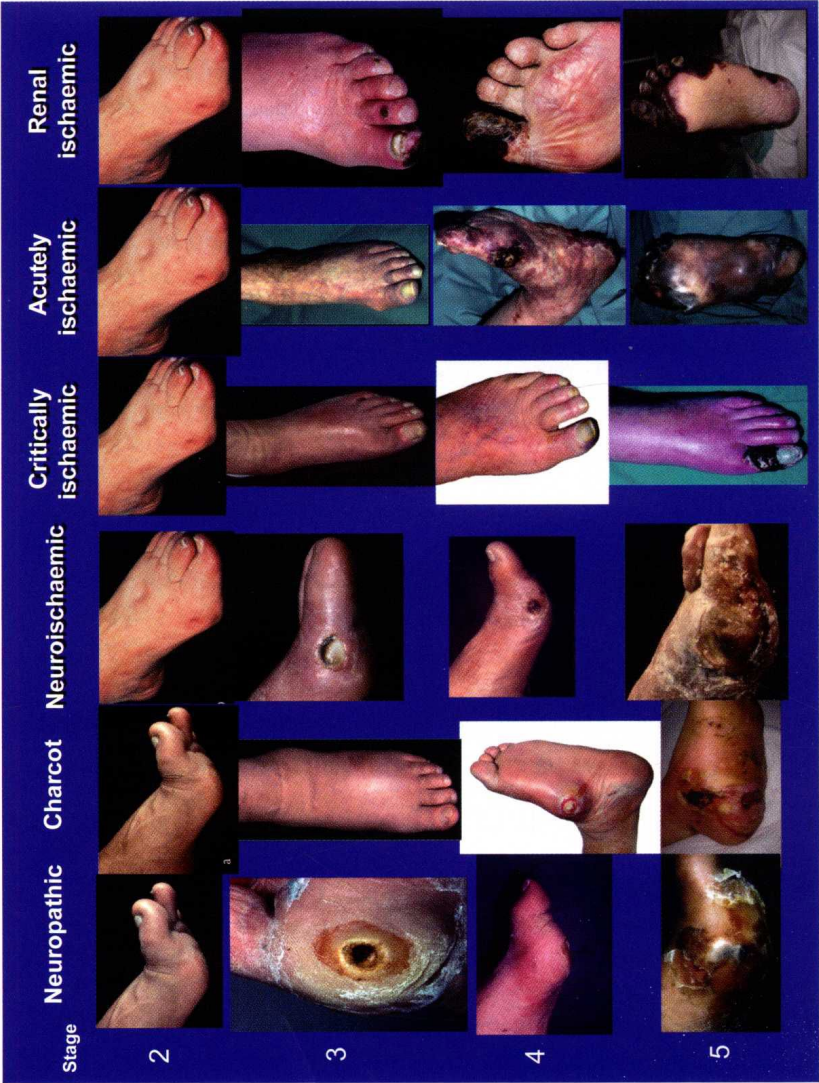 Stage
Neuropathic
Charcot
Neuroischaemic
Critically
ischaemic
Acutely
ischaemic
Renal
ischaemic
2
a
3
4
5